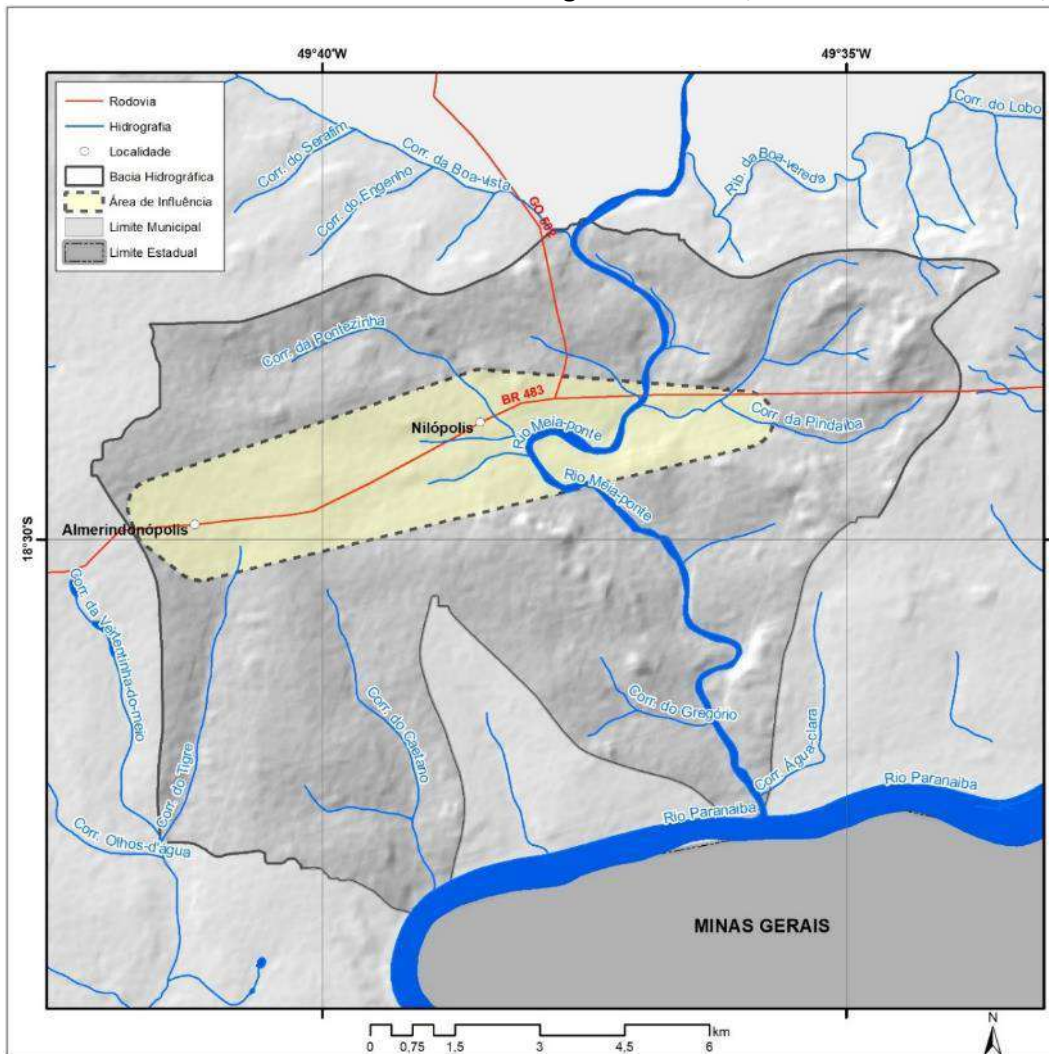 49°40'W
49°35'W
Rodovia
Hidrografia
Localidade
Bacia Hidrográfica
Área de Influência
Limite Municipal
Limite Estadual
Corr. do Lobo
Corr. do Serafim
Corr. da Boa-vista
Corr. do Engenho
Rib. da Boa-vereda
Corr. da Pontezinha
BR 483
Nilópolis
Rio Meia-ponte
Corr. da Pindaiba
Rio Meia-ponte
Almerindonópolis
18°30'S
Corr. da Vertentinha-do-meio
Corr. do Tigre
Corr. do Caetano
Corr. do Gregório
Corr. Água-clara
Rio Paranaiba
Rio Paranaiba
Corr. Olhos-d'agua
MINAS GERAIS
N
km
0 0,75 1,5 3 4,5 6